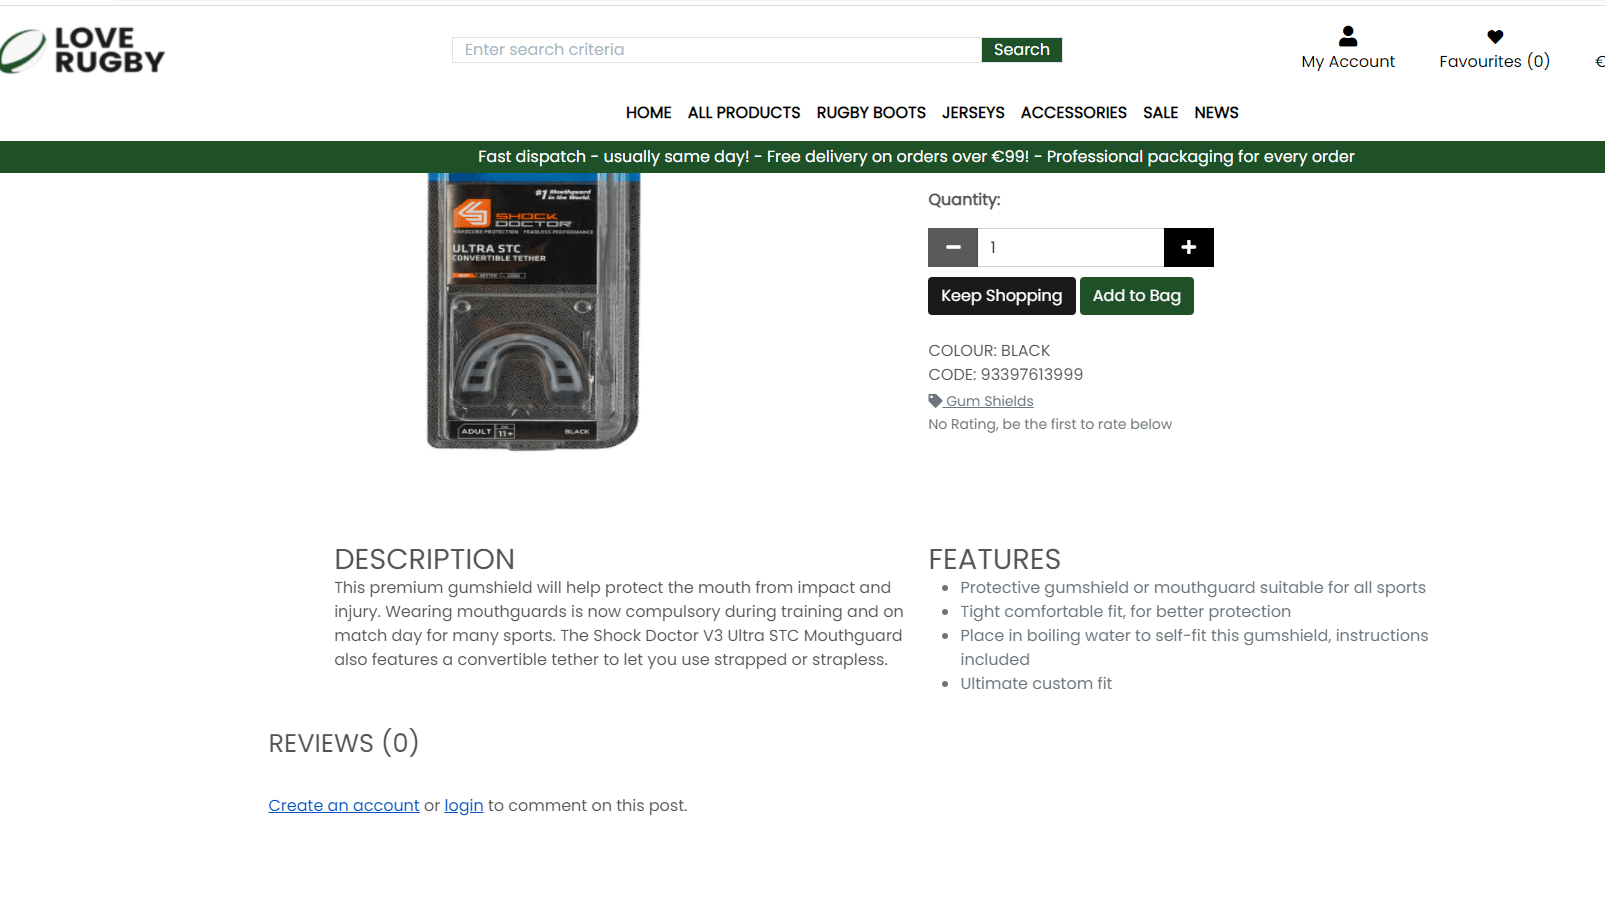 LOVE
RUGBY
Enter search criteria
Search
My Account
Favourites (0)
€
HOME ALL PRODUCTS RUGBY BOOTS JERSEYS ACCESSORIES SALE NEWS
Fast dispatch - usually same day! - Free delivery on orders over €99! - Professional packaging for every order
#1 Mouthguard
in the World.
SHOCK
DOCTOR
HARDCORE PROTECTION FEARLESS PERFORMANCE
ULTRA STC
CONVERTIBLE TETHER
ADULT 11+ BLACK
Quantity:
1
Keep Shopping Add to Bag
COLOUR: BLACK
CODE: 93397613999
Gum Shields
No Rating, be the first to rate below
DESCRIPTION
This premium gumshield will help protect the mouth from impact and
injury. Wearing mouthguards is now compulsory during training and on
match day for many sports. The Shock Doctor V3 Ultra STC Mouthguard
also features a convertible tether to let you use strapped or strapless.
FEATURES
Protective gumshield or mouthguard suitable for all sports
Tight comfortable fit, for better protection
Place in boiling water to self-fit this gumshield, instructions
included
Ultimate custom fit
REVIEWS (0)
Create an account or login to comment on this post.